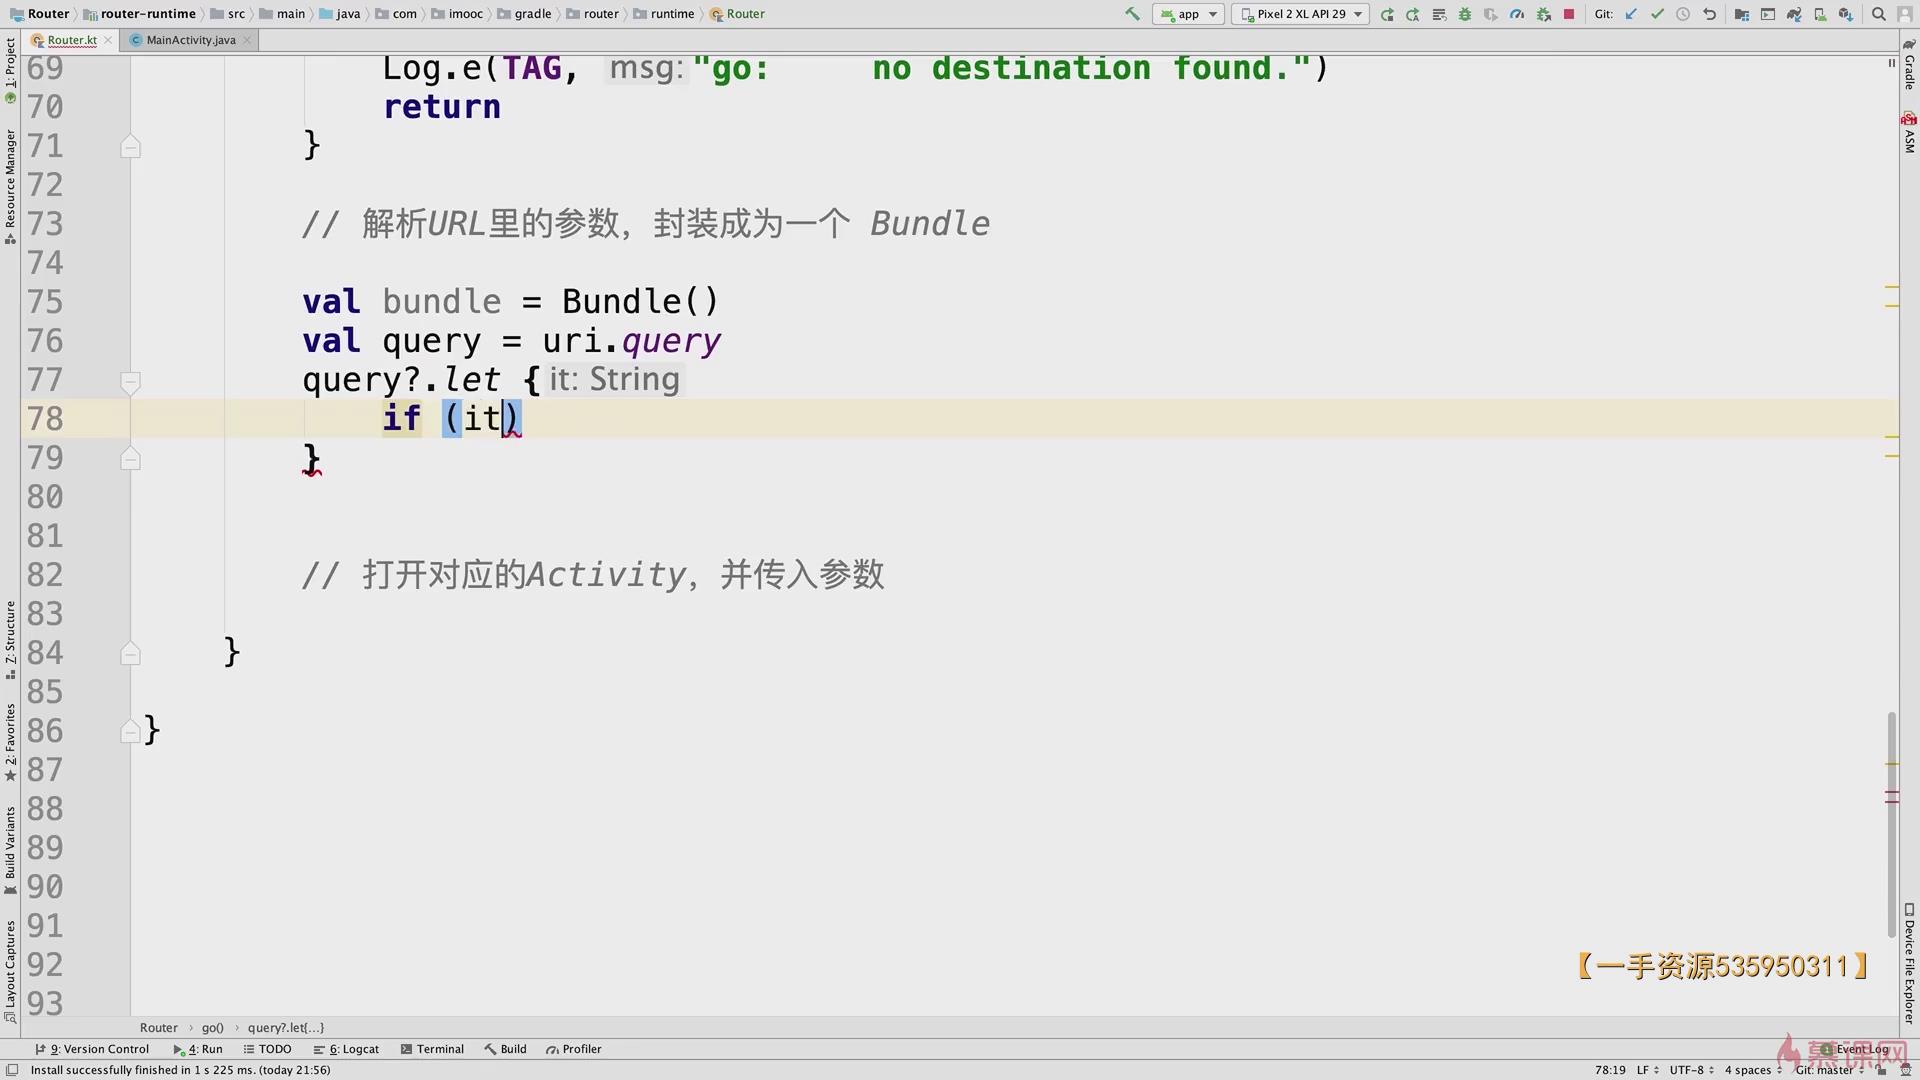 Router router-runtime src main java com imooc gradle router runtime Router app Pixel 2 XL API 29 Git:
Router.kt MainActivity.java
1: Project
Resource Manager
Z: Structure
2: Favorites
Build Variants
Layout Captures
69 Log.e(TAG, msg: "go:    no destination found.")
70 return
71 }
72
73 // 解析URL里的参数，封装成为一个 Bundle
74
75 val bundle = Bundle()
76 val query = uri.query
77 query?.let { it: String
78 if (it)
79 }
80
81
82 // 打开对应的Activity，并传入参数
83
84 }
85
86 }
87
88
89
90
91
92
93
Gradle
ASM
Device File Explorer
【一手资源535950311】
Router › go() › query?.let{...}
9: Version Control 4: Run TODO 6: Logcat Terminal Build Profiler Event Log
慕课网
Install successfully finished in 1 s 225 ms. (today 21:56) 78:19 LF UTF-8 4 spaces Git: master